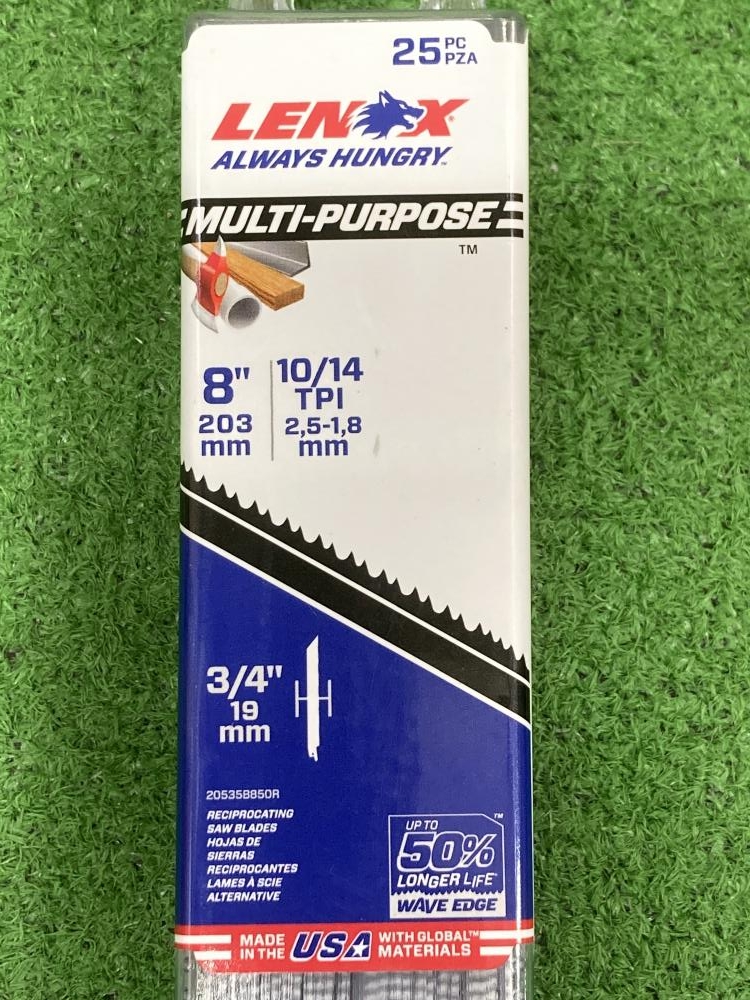 25 PC
PZA
LENOX®
ALWAYS HUNGRY™
MULTI-PURPOSE
™
8"
203
mm
10/14
TPI
2,5-1,8
mm
3/4"
19
mm
20535B850R
RECIPROCATING
SAW BLADES
HOJAS DE
SIERRAS
RECIPROCANTES
LAMES À SCIE
ALTERNATIVE
™
UP TO
50%
LONGER LIFE
WAVE EDGE
MADE
IN THE
USA
WITH GLOBAL™
MATERIALS